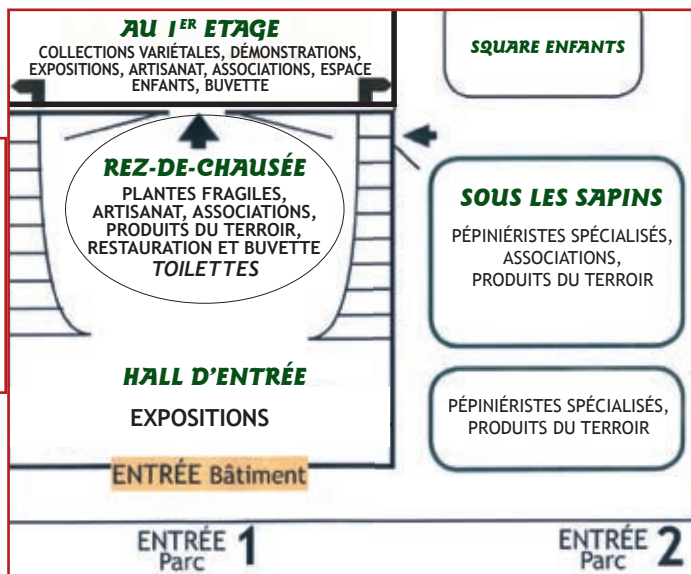 AU 1ER ETAGE
COLLECTIONS VARIÉTALES, DÉMONSTRATIONS,
EXPOSITIONS, ARTISANAT, ASSOCIATIONS, ESPACE
ENFANTS, BUVETTE
SQUARE ENFANTS
REZ-DE-CHAUSÉE
PLANTES FRAGILES,
ARTISANAT, ASSOCIATIONS,
PRODUITS DU TERROIR,
RESTAURATION ET BUVETTE
TOILETTES
SOUS LES SAPINS
PÉPINIÉRISTES SPÉCIALISÉS,
ASSOCIATIONS,
PRODUITS DU TERROIR
HALL D'ENTRÉE
EXPOSITIONS
PÉPINIÉRISTES SPÉCIALISÉS,
PRODUITS DU TERROIR
ENTRÉE Bâtiment
ENTRÉE 1
Parc
ENTRÉE 2
Parc